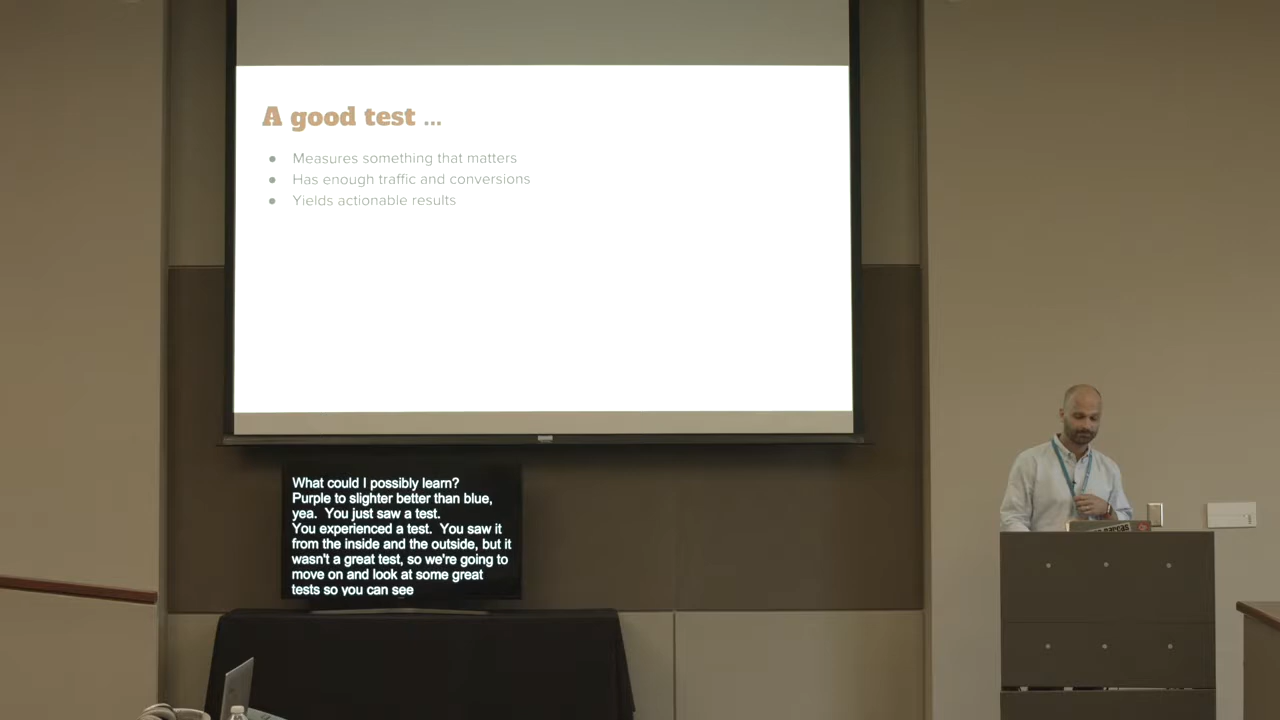 A good test ...
● Measures something that matters
● Has enough traffic and conversions
● Yields actionable results
What could I possibly learn?
Purple to slighter better than blue,
yea. You just saw a test.
You experienced a test. You saw it
from the inside and the outside, but it
wasn't a great test, so we're going to
move on and look at some great
tests so you can see